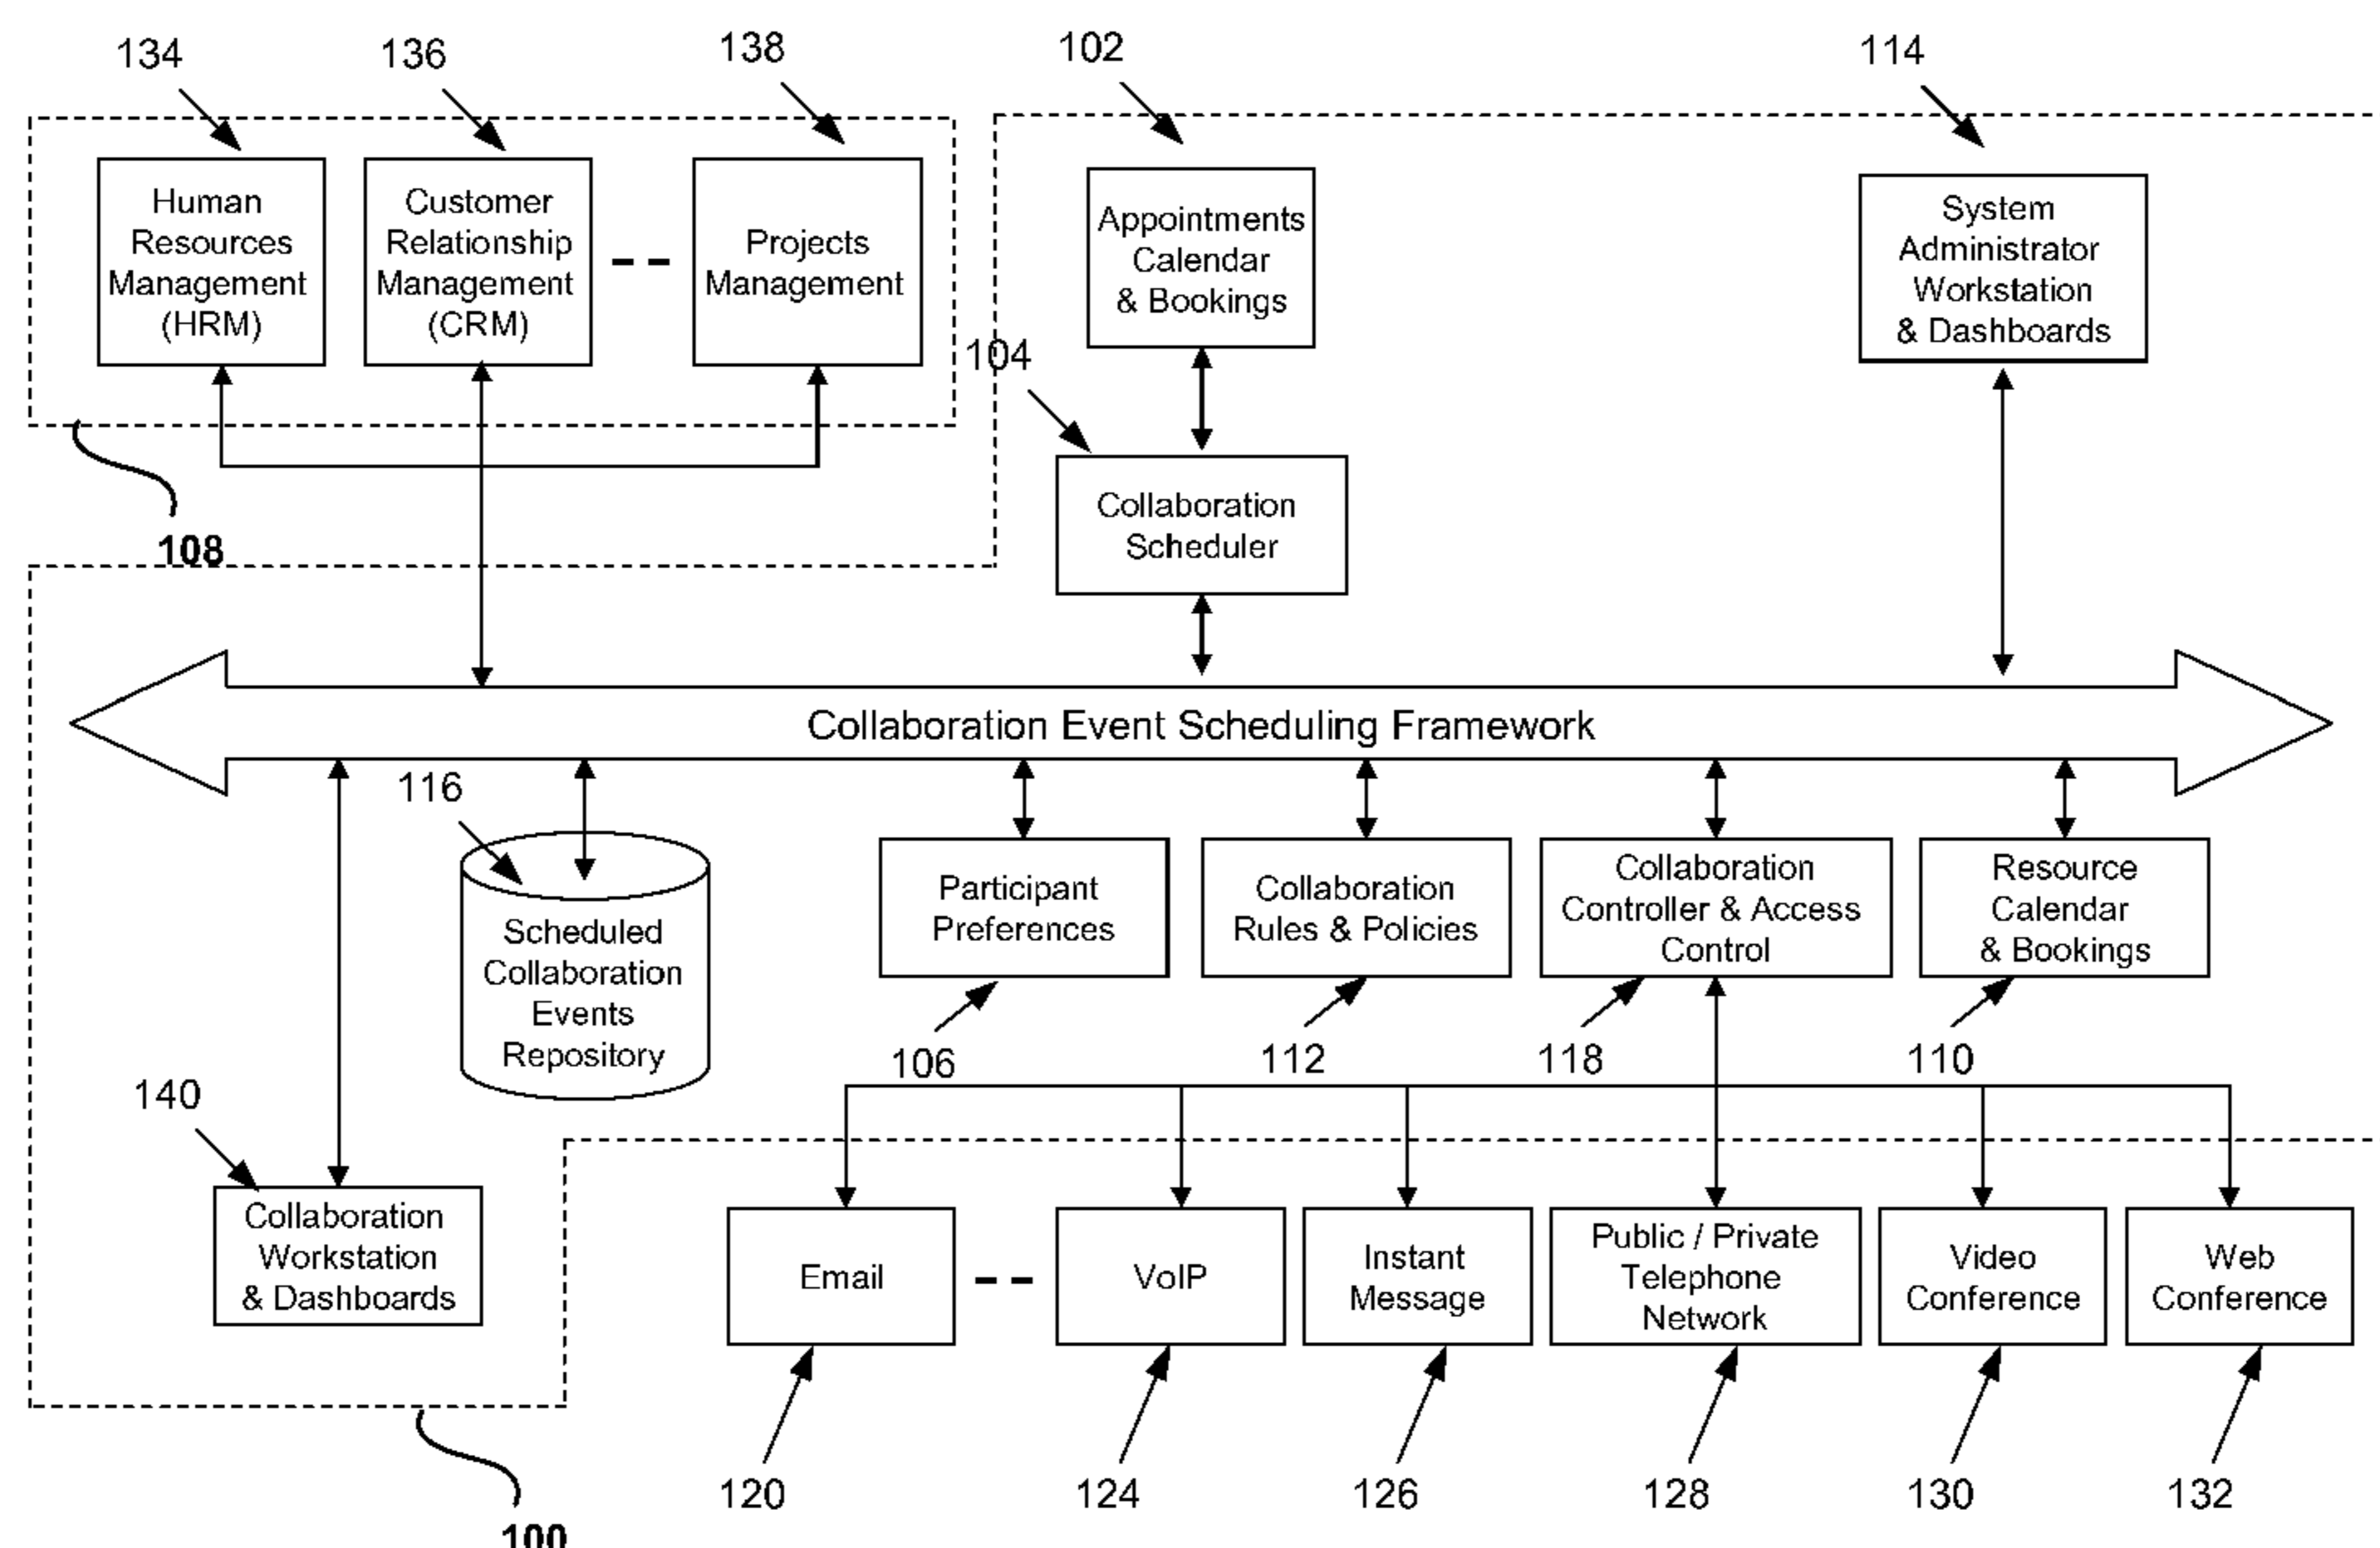 134
136
138
102
114
Human
Resources
Management
(HRM)
Customer
Relationship
Management
(CRM)
Projects
Management
Appointments
Calendar
& Bookings
System
Administrator
Workstation
& Dashboards
104
Collaboration
Scheduler
108
Collaboration Event Scheduling Framework
116
Scheduled
Collaboration
Events
Repository
Participant
Preferences
Collaboration
Rules & Policies
Collaboration
Controller & Access
Control
Resource
Calendar
& Bookings
106
112
118
110
140
Collaboration
Workstation
& Dashboards
Email
VoIP
Instant
Message
Public / Private
Telephone
Network
Video
Conference
Web
Conference
120
124
126
128
130
132
100